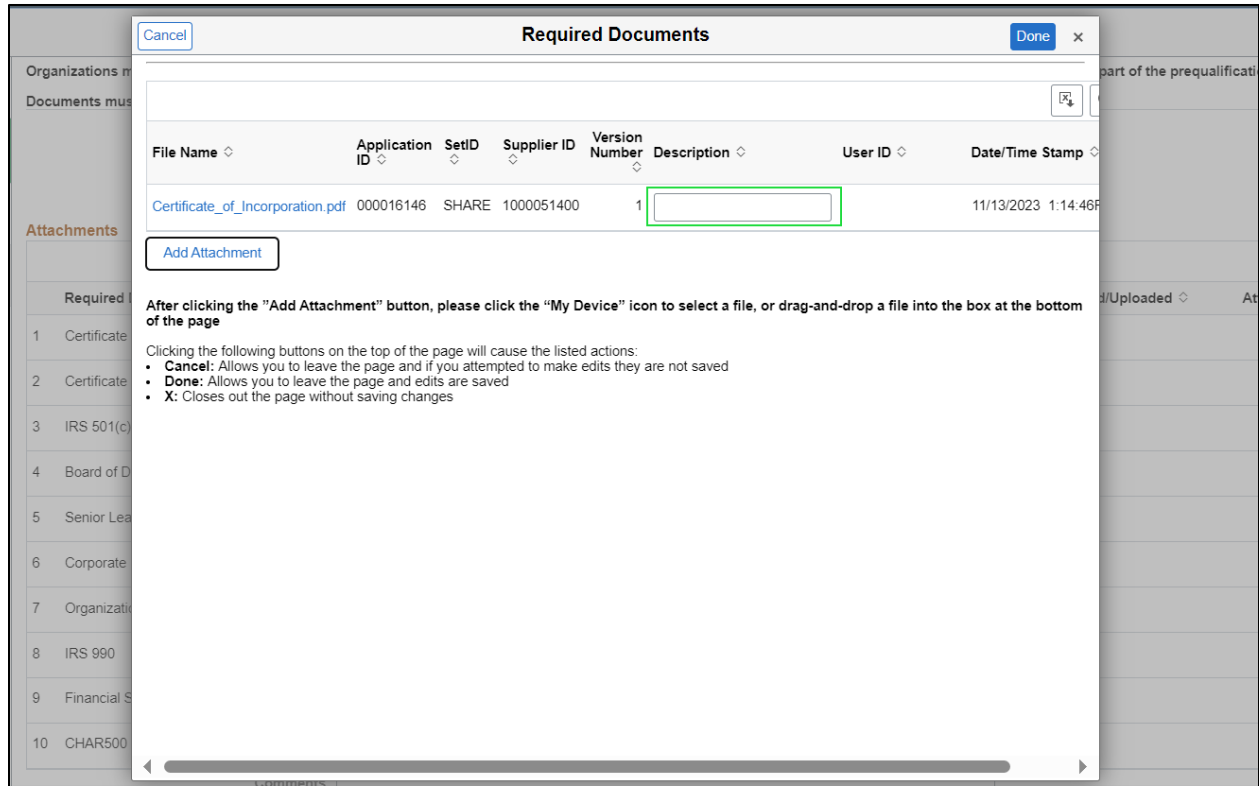 Cancel Required Documents Done ×
Organizations m part of the prequalificati
Documents mus
File Name Application ID SetID Supplier ID Version Number Description User ID Date/Time Stamp
Certificate_of_Incorporation.pdf 000016146 SHARE 1000051400 1 11/13/2023 1:14:46P
Attachments
Add Attachment
Required d/Uploaded At
After clicking the ”Add Attachment” button, please click the “My Device” icon to select a file, or drag-and-drop a file into the box at the bottom
of the page
1 Certificate
Clicking the following buttons on the top of the page will cause the listed actions:
• Cancel: Allows you to leave the page and if you attempted to make edits they are not saved
• Done: Allows you to leave the page and edits are saved
• X: Closes out the page without saving changes
2 Certificate
3 IRS 501(c)
4 Board of D
5 Senior Lea
6 Corporate
7 Organizatio
8 IRS 990
9 Financial S
10 CHAR500
Comments